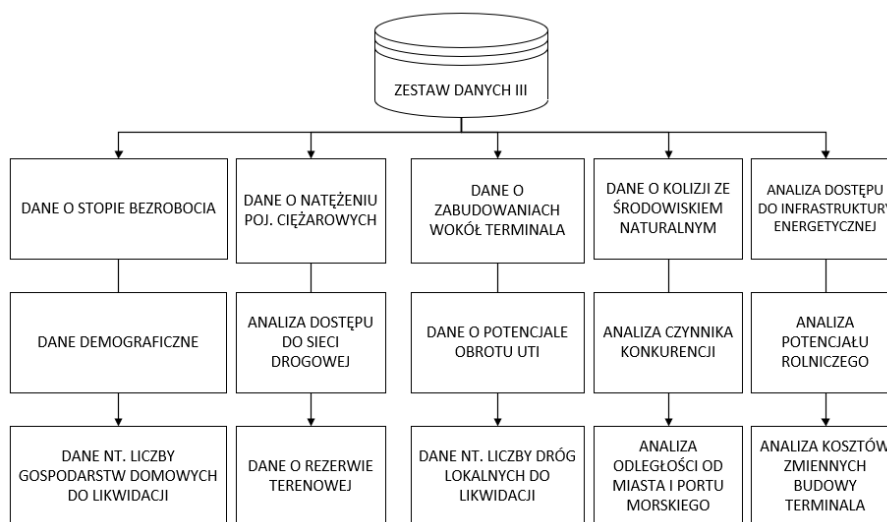 ZESTAW DANYCH III
DANE O STOPIE BEZROBOCIA
DANE O NATĘŻENIU
POJ. CIĘŻAROWYCH
DANE O
ZABUDOWANIACH
WOKÓŁ TERMINALA
DANE O KOLIZJI ZE
ŚRODOWISKIEM
NATURALNYM
ANALIZA DOSTĘPU
DO INFRASTRUKTURY
ENERGETYCZNEJ
DANE DEMOGRAFICZNE
ANALIZA DOSTĘPU
DO SIECI
DROGOWEJ
DANE O POTENCJALE
OBROTU UTI
ANALIZA CZYNNIKA
KONKURENCJI
ANALIZA
POTENCJAŁU
ROLNICZEGO
DANE NT. LICZBY
GOSPODARSTW DOMOWYCH
DO LIKWIDACJI
DANE O REZERWIE
TERENOWEJ
DANE NT. LICZBY DRÓG
LOKALNYCH DO
LIKWIDACJI
ANALIZA
ODLEGŁOŚCI OD
MIASTA I PORTU
MORSKIEGO
ANALIZA KOSZTÓW
ZMIENNYCH
BUDOWY
TERMINALA